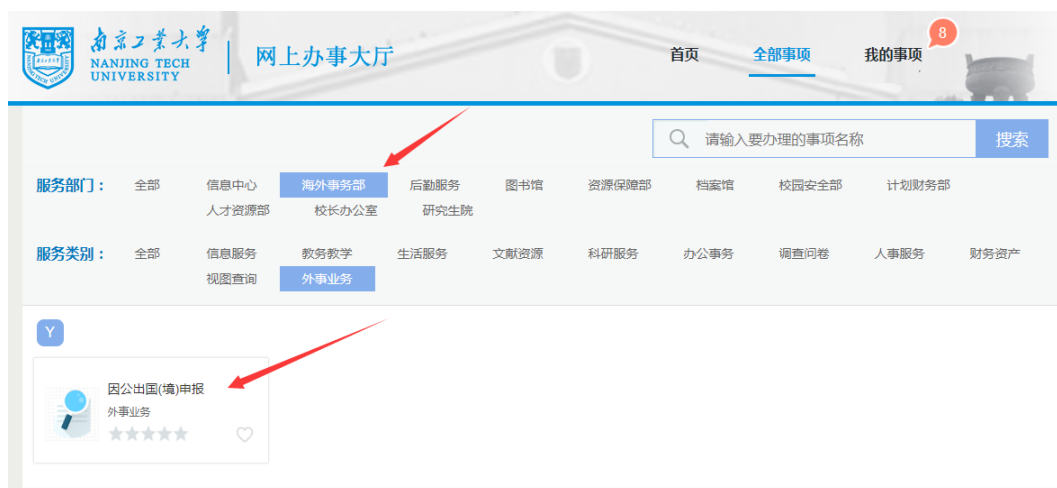 南京工业大学
NANJING TECH
UNIVERSITY
网上办事大厅
首页 全部事项 我的事项 8
请输入要办理的事项名称 搜索
服务部门： 全部 信息中心 海外事务部 后勤服务 图书馆 资源保障部 档案馆 校园安全部 计划财务部
人才资源部 校长办公室 研究生院
服务类别： 全部 信息服务 教务教学 生活服务 文献资源 科研服务 办公事务 调查问卷 人事服务 财务资产
视图查询 外事业务
Y
因公出国(境)申报
外事业务